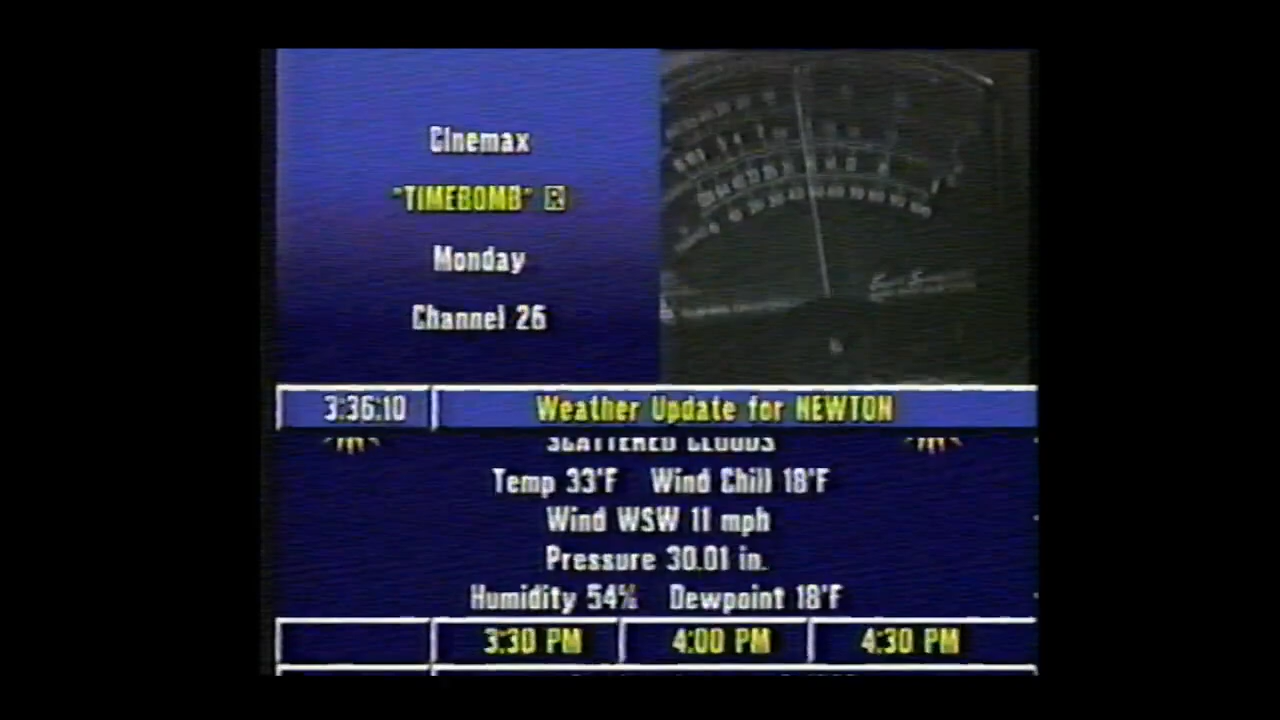 Cinemax
"TIMEBOMB" R
Monday
Channel 26
3:36:10
Weather Update for NEWTON
SCATTERED CLOUDS
Temp 33°F Wind Chill 18°F
Wind WSW 11 mph
Pressure 30.01 in.
Humidity 54% Dewpoint 18°F
3:30 PM 4:00 PM 4:30 PM